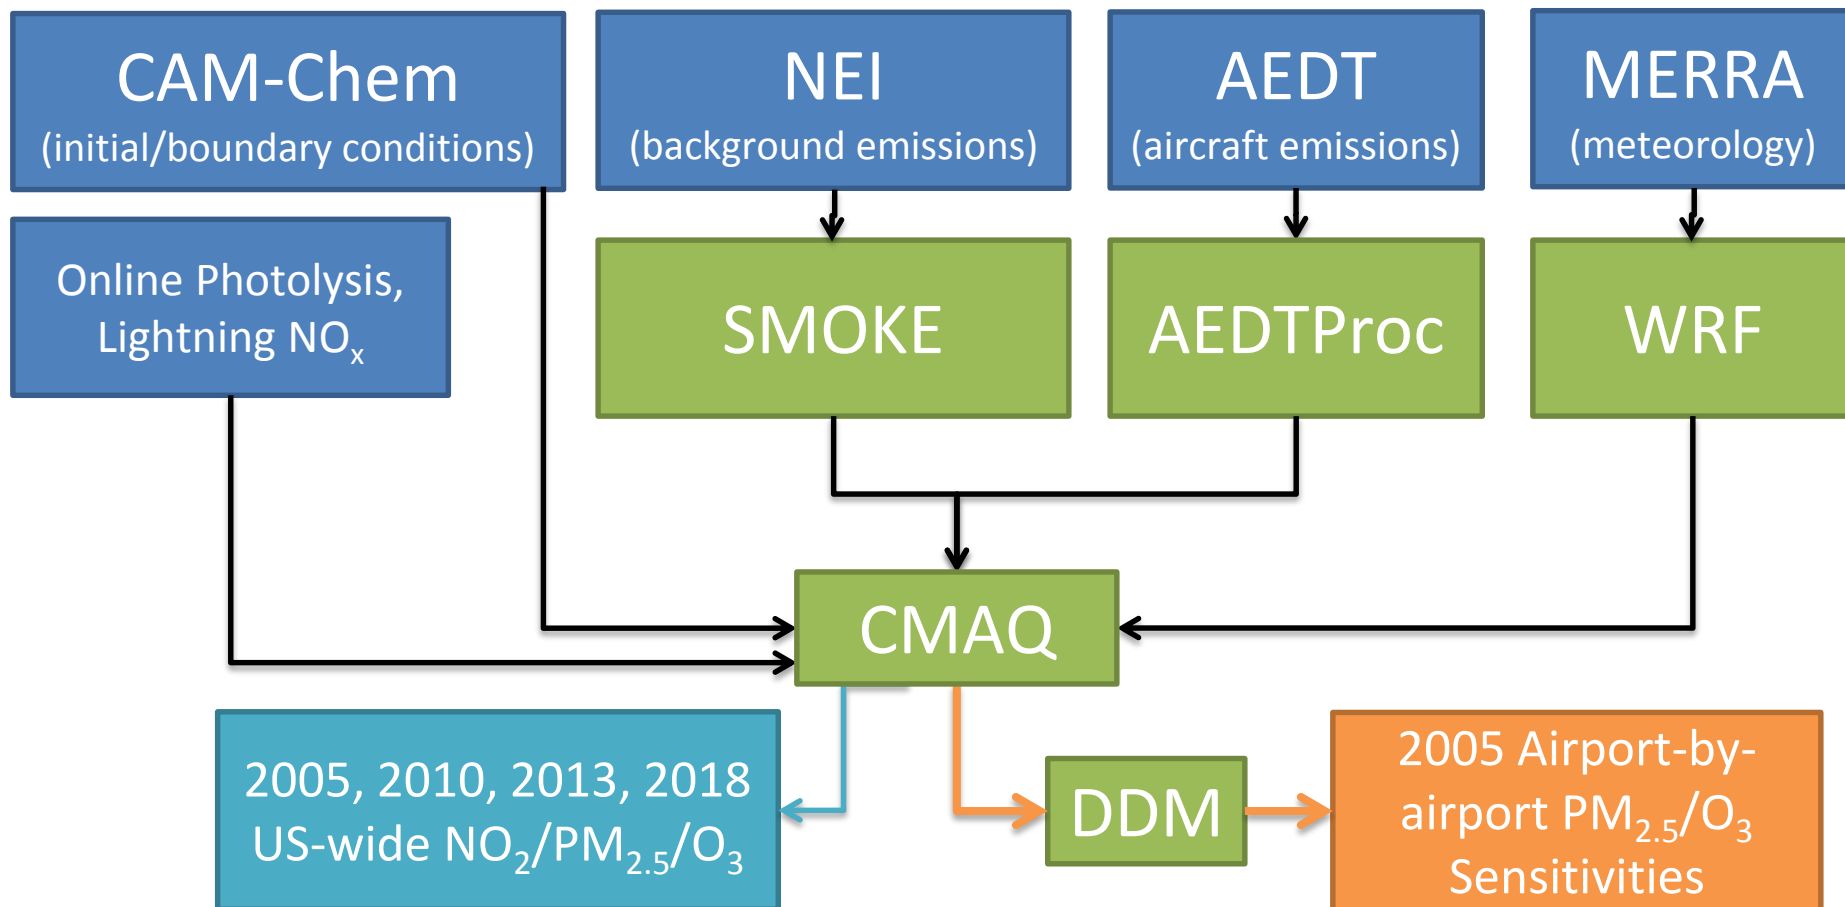 CAM-Chem
(initial/boundary conditions)
NEI
(background emissions)
AEDT
(aircraft emissions)
MERRA
(meteorology)
Online Photolysis,
Lightning NOₓ
SMOKE
AEDTProc
WRF
CMAQ
2005, 2010, 2013, 2018
US-wide NO₂/PM₂.₅/O₃
DDM
2005 Airport-by-
airport PM₂.₅/O₃
Sensitivities